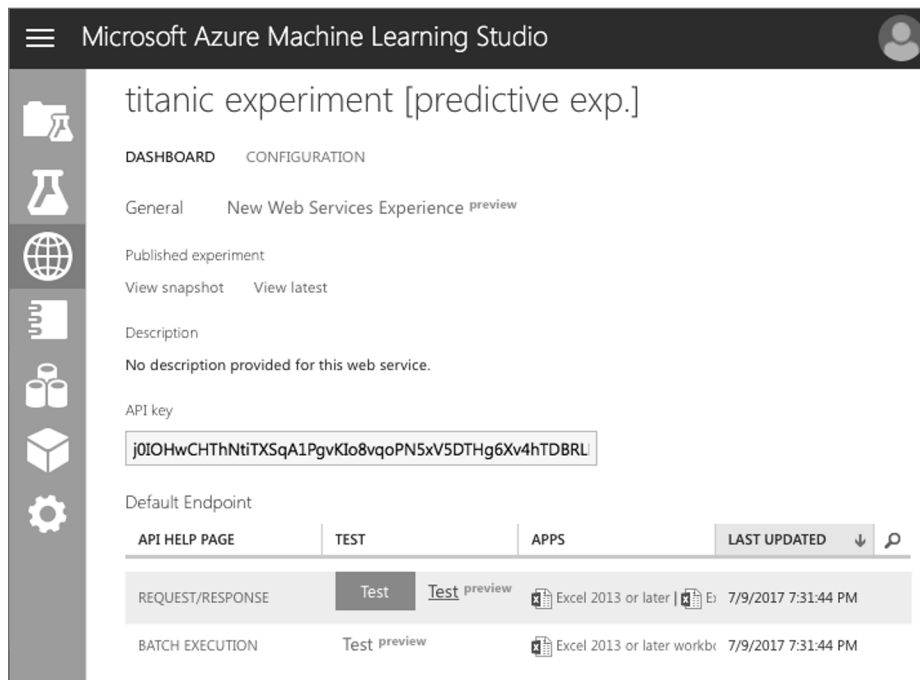 Microsoft Azure Machine Learning Studio
titanic experiment [predictive exp.]
DASHBOARD CONFIGURATION
General New Web Services Experience preview
Published experiment
View snapshot View latest
Description
No description provided for this web service.
API key
j0IOHwCHThNtiTXSqA1PgvKIo8vqoPN5xV5DTHg6Xv4hTDBRL
Default Endpoint
API HELP PAGE TEST APPS LAST UPDATED
REQUEST/RESPONSE Test Test preview Excel 2013 or later | 7/9/2017 7:31:44 PM
BATCH EXECUTION Test preview Excel 2013 or later 7/9/2017 7:31:44 PM